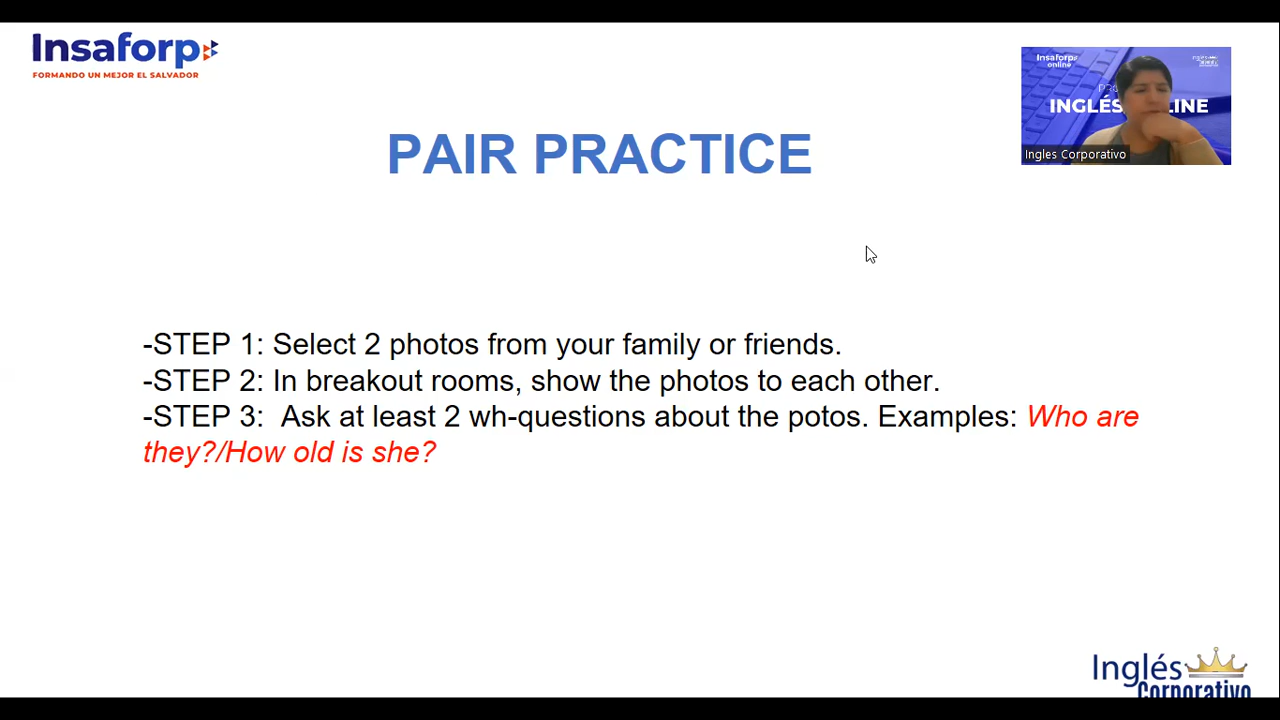 Insaforp
FORMANDO UN MEJOR EL SALVADOR
Insaforp
online
INGLÉS LINE
Ingles Corporativo
PAIR PRACTICE
-STEP 1: Select 2 photos from your family or friends.
-STEP 2: In breakout rooms, show the photos to each other.
-STEP 3:  Ask at least 2 wh-questions about the potos. Examples: Who are
they?/How old is she?
Inglés
Corporativo